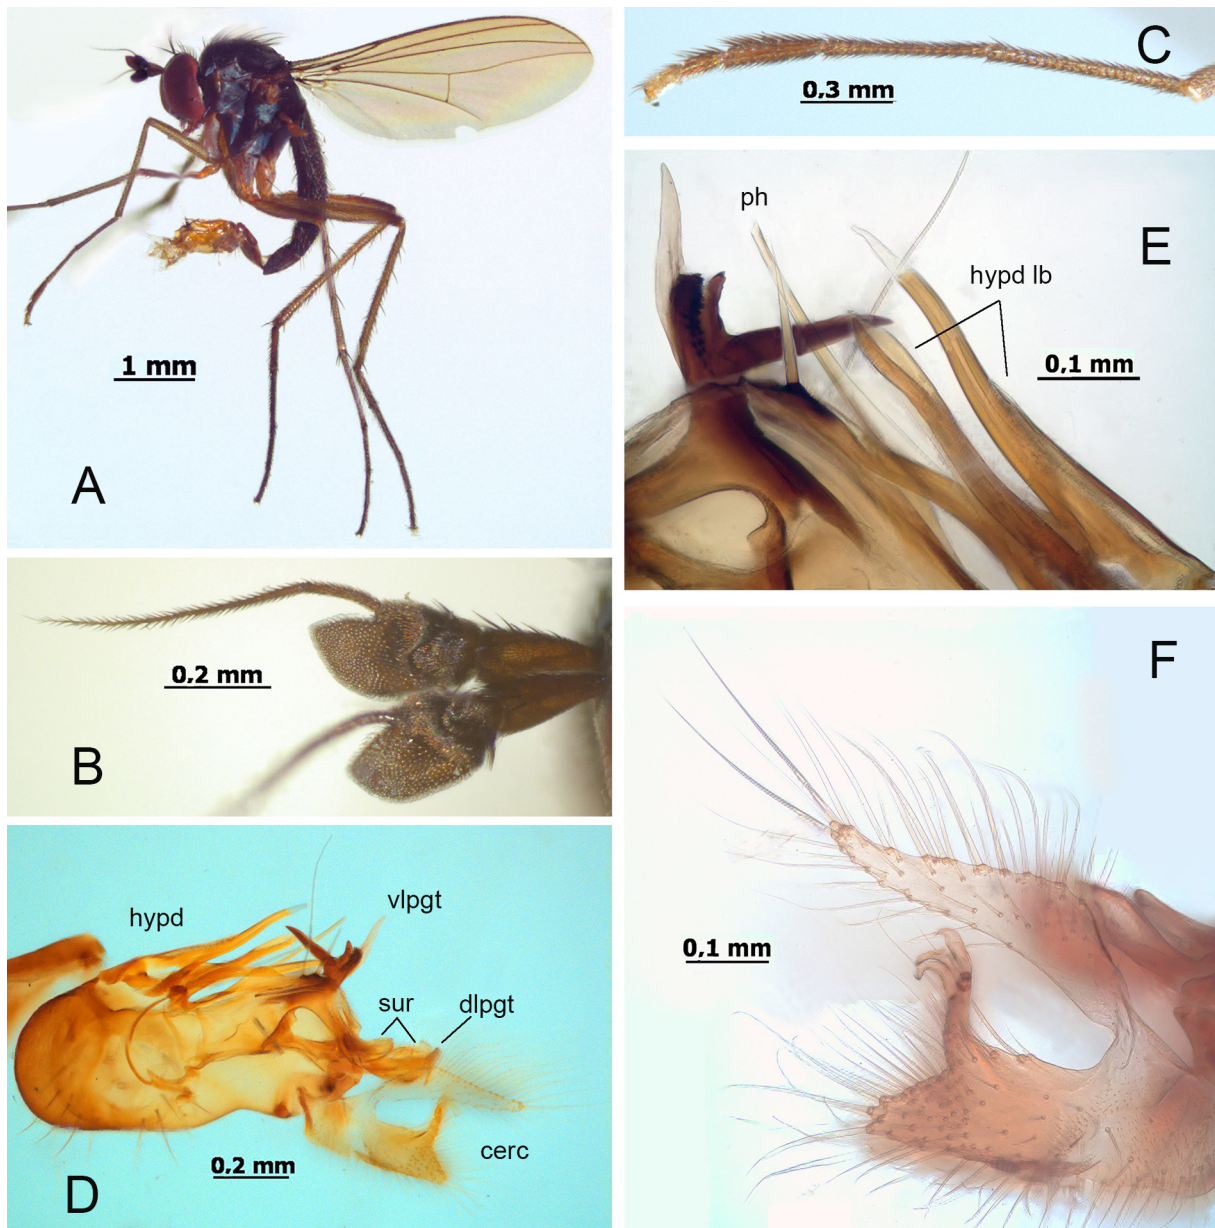 1 mm
A
0,2 mm
B
hypd
vlpgt
sur
dlpgt
cerc
0,2 mm
D
C
0,3 mm
ph
E
hypd lb
0,1 mm
F
0,1 mm